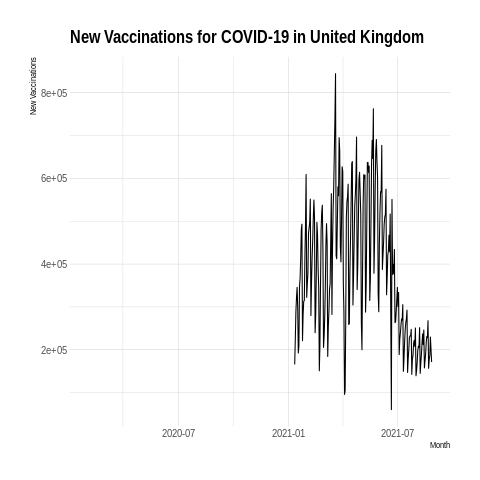 New Vaccinations for COVID-19 in United Kingdom
New Vaccinations
8e+05
6e+05
4e+05
2e+05
2020-07
2021-01
2021-07
Month